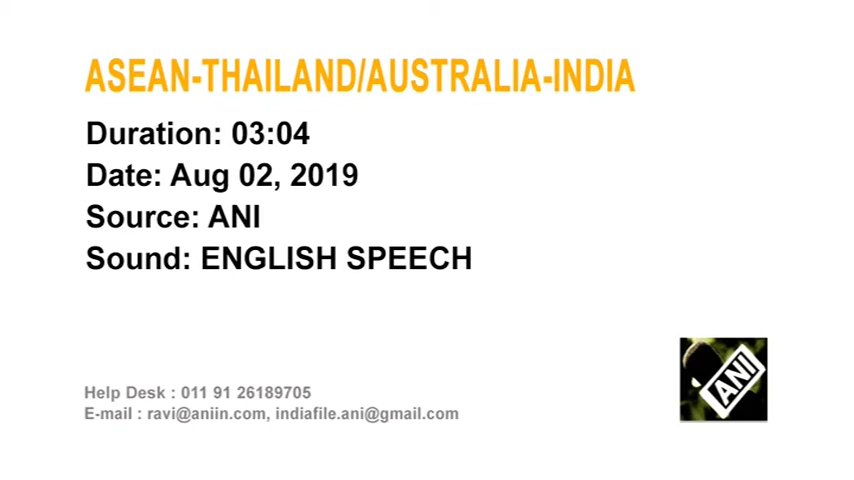 ASEAN-THAILAND/AUSTRALIA-INDIA
Duration: 03:04
Date: Aug 02, 2019
Source: ANI
Sound: ENGLISH SPEECH
Help Desk : 011 91 26189705
E-mail : ravi@aniin.com, indiafile.ani@gmail.com
ANI